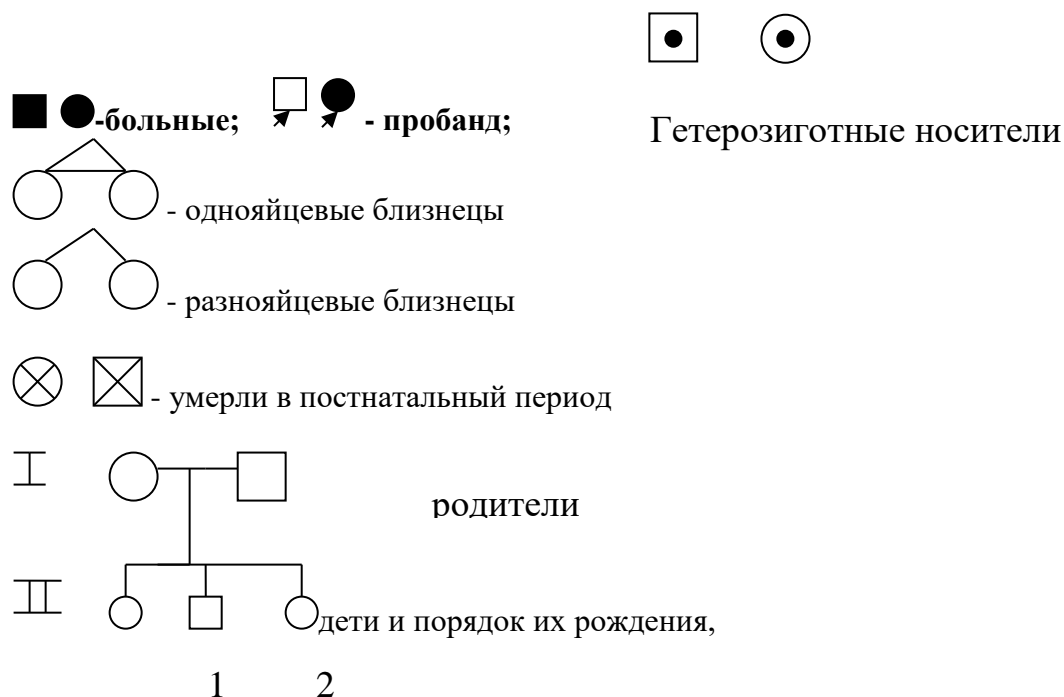 -больные; - пробанд;
Гетерозиготные носители
- однояйцевые близнецы
- разнояйцевые близнецы
- умерли в постнатальный период
I
родители
II
дети и порядок их рождения,
1 2